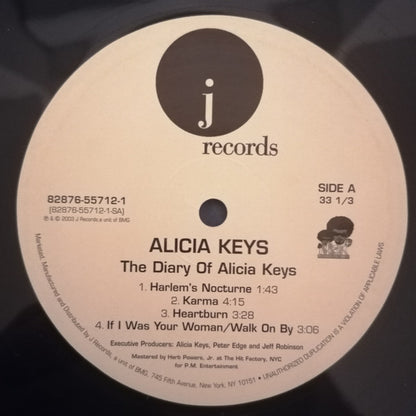 j
records
82876-55712-1
(82876-55712-1-SA)
℗ & © 2003 J Records, a unit of BMG
SIDE A
33 1/3
ALICIA KEYS
The Diary Of Alicia Keys
1. Harlem's Nocturne 1:43
2. Karma 4:15
3. Heartburn 3:28
4. If I Was Your Woman/Walk On By 3:06
Executive Producers: Alicia Keys, Peter Edge and Jeff Robinson
Mastered by Herb Powers, Jr. at The Hit Factory, NYC
for P.M. Entertainment
Marketed, Manufactured and Distributed by J Records, a unit of BMG, 745 Fifth Avenue, New York, NY 10151 • UNAUTHORIZED DUPLICATION IS A VIOLATION OF APPLICABLE LAWS